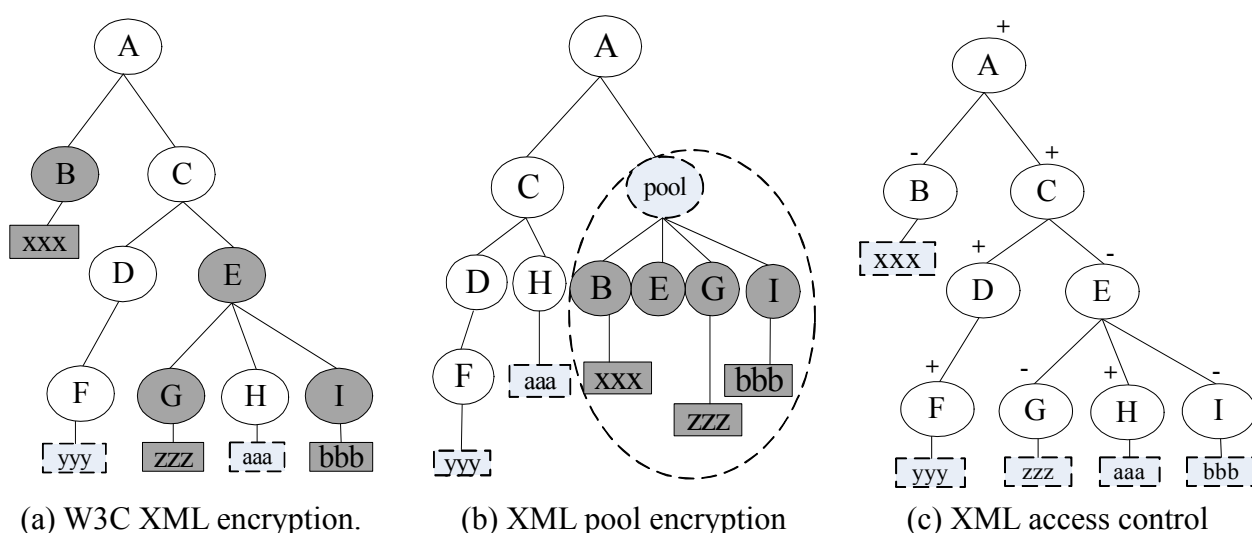 A
B
C
xxx
D
E
F
G
H
I
yyy
zzz
aaa
bbb
(a) W3C XML encryption.
A
C
pool
D
H
B
E
G
I
F
aaa
xxx
bbb
zzz
yyy
(b) XML pool encryption
+
A
-
+
B
C
xxx
+
-
D
E
+
-
+
-
F
G
H
I
yyy
zzz
aaa
bbb
(c) XML access control